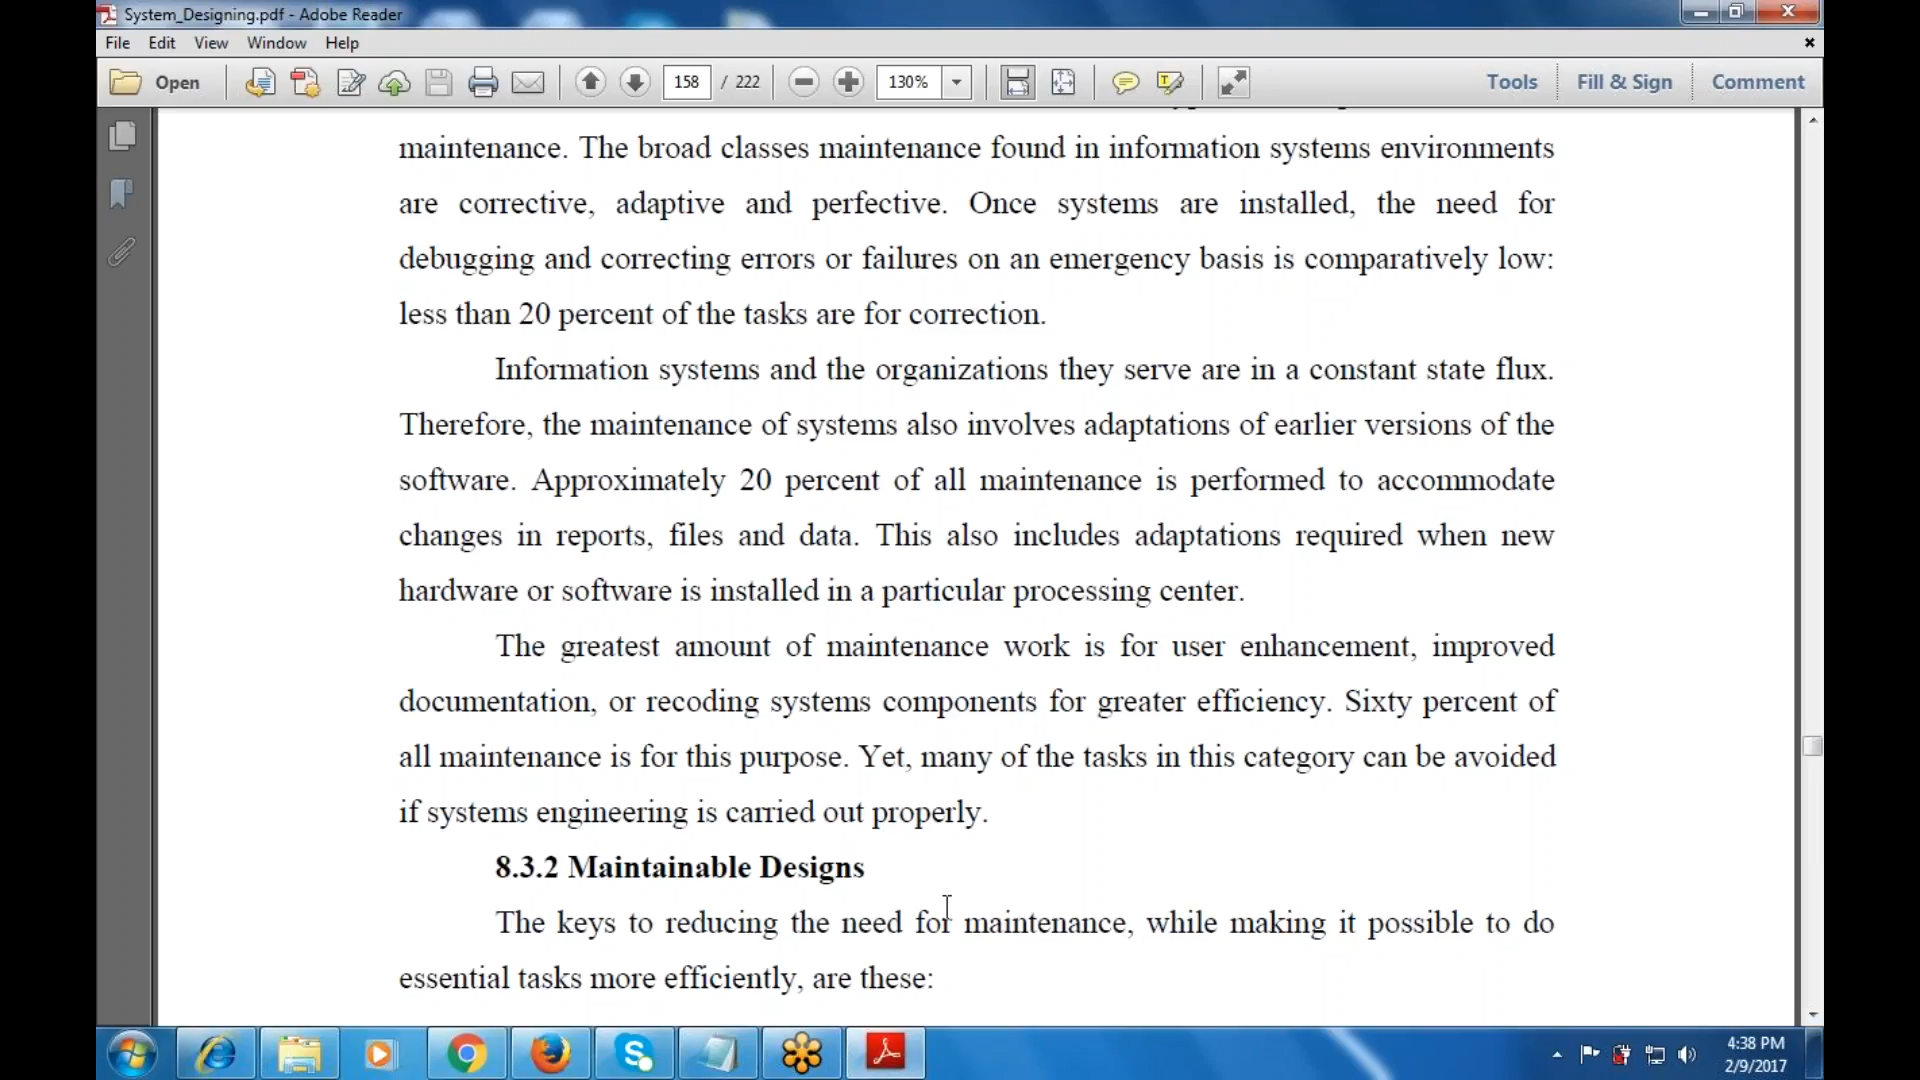 System_Designing.pdf - Adobe Reader
File Edit View Window Help
Open 158 / 222 130% Tools Fill & Sign Comment
maintenance. The broad classes maintenance found in information systems environments
are corrective, adaptive and perfective. Once systems are installed, the need for
debugging and correcting errors or failures on an emergency basis is comparatively low:
less than 20 percent of the tasks are for correction.
Information systems and the organizations they serve are in a constant state flux.
Therefore, the maintenance of systems also involves adaptations of earlier versions of the
software. Approximately 20 percent of all maintenance is performed to accommodate
changes in reports, files and data. This also includes adaptations required when new
hardware or software is installed in a particular processing center.
The greatest amount of maintenance work is for user enhancement, improved
documentation, or recoding systems components for greater efficiency. Sixty percent of
all maintenance is for this purpose. Yet, many of the tasks in this category can be avoided
if systems engineering is carried out properly.
8.3.2 Maintainable Designs
The keys to reducing the need for maintenance, while making it possible to do
essential tasks more efficiently, are these:
4:38 PM
2/9/2017